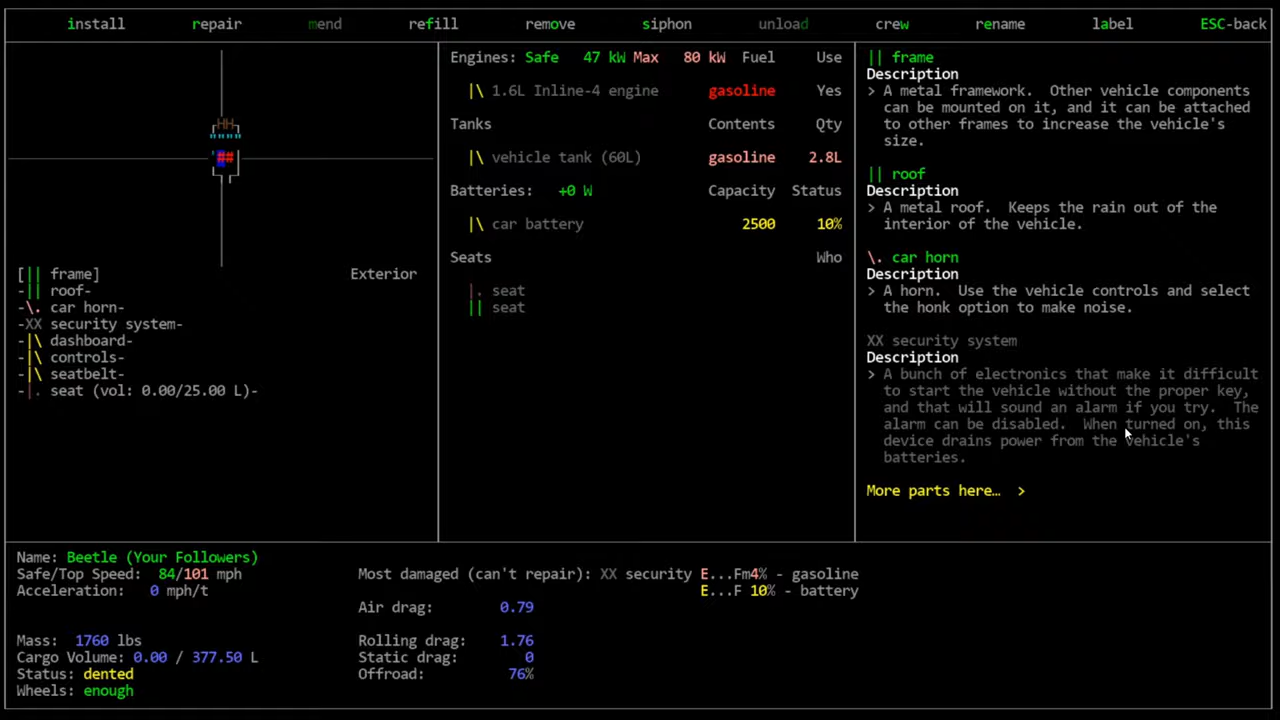 install repair mend refill remove siphon unload crew rename label ESC-back
HH
""""
'## 
[|| frame] Exterior
-|| roof-
-\. car horn-
-XX security system-
-|\ dashboard-
-|\ controls-
-|\ seatbelt-
-|. seat (vol: 0.00/25.00 L)-
Engines: Safe 47 kW Max 80 kW Fuel Use
|\ 1.6L Inline-4 engine gasoline Yes
Tanks Contents Qty
|\ vehicle tank (60L) gasoline 2.8L
Batteries: +0 W Capacity Status
|\ car battery 2500 10%
Seats Who
|. seat
|| seat
|| frame
Description
> A metal framework. Other vehicle components
can be mounted on it, and it can be attached
to other frames to increase the vehicle's
size.
|| roof
Description
> A metal roof. Keeps the rain out of the
interior of the vehicle.
\. car horn
Description
> A horn. Use the vehicle controls and select
the honk option to make noise.
XX security system
Description
> A bunch of electronics that make it difficult
to start the vehicle without the proper key,
and that will sound an alarm if you try. The
alarm can be disabled. When turned on, this
device drains power from the vehicle's
batteries.
More parts here… >
Name: Beetle (Your Followers)
Safe/Top Speed: 84/101 mph
Acceleration: 0 mph/t
Mass: 1760 lbs
Cargo Volume: 0.00 / 377.50 L
Status: dented
Wheels: enough
Most damaged (can't repair): XX security
Air drag: 0.79
Rolling drag: 1.76
Static drag: 0
Offroad: 76%
E...Fm4% - gasoline
E...F 10% - battery